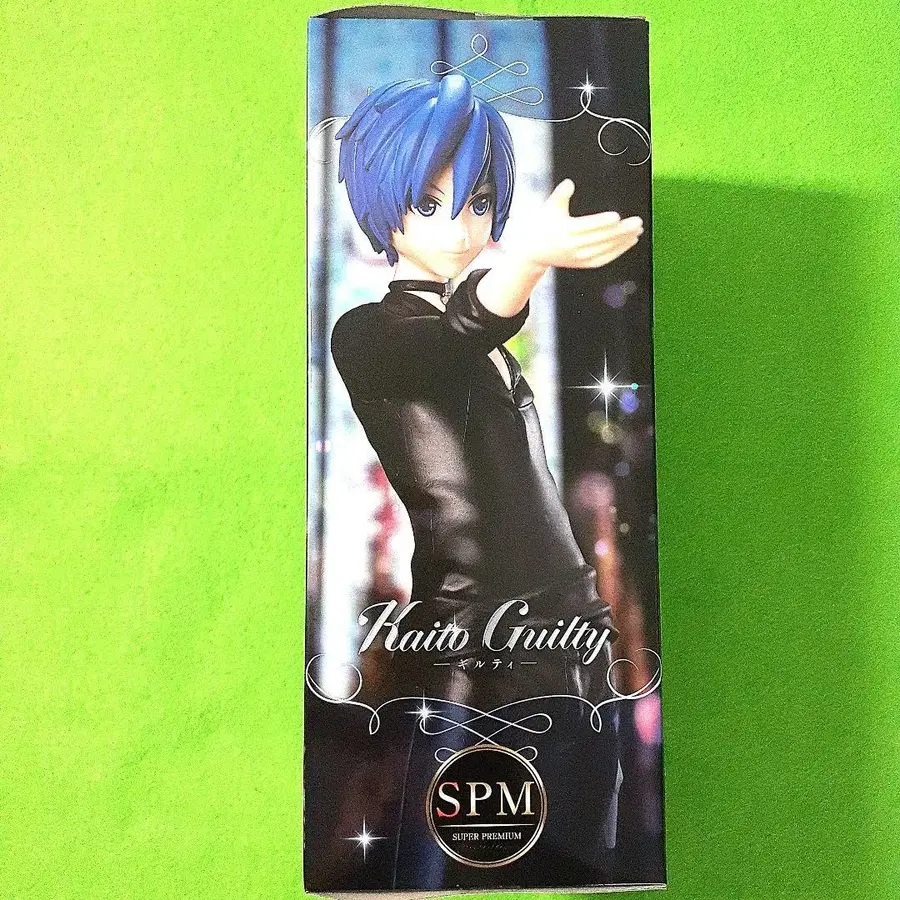 Kaito Guilty
ーギルティー
SPM
SUPER PREMIUM